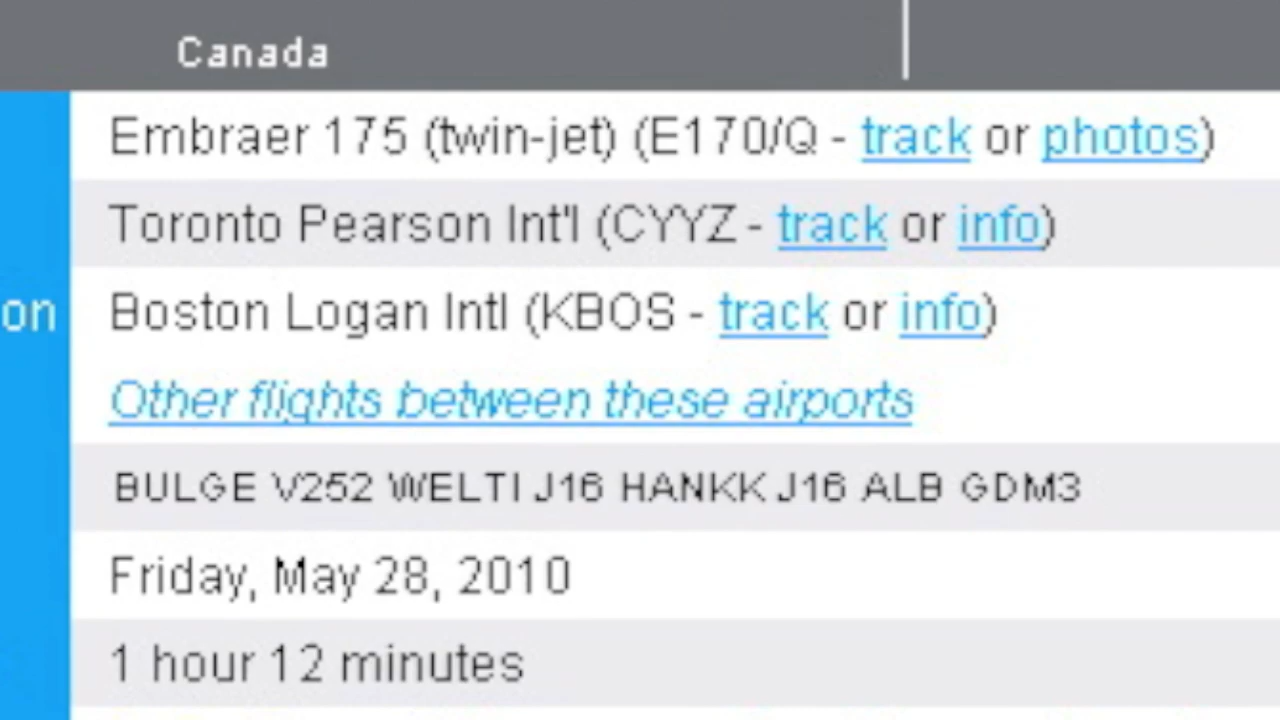 Canada
Embraer 175 (twin-jet) (E170/Q - track or photos)
Toronto Pearson Int'l (CYYZ - track or info)
on Boston Logan Intl (KBOS - track or info)
Other flights between these airports
BULGE V252 WELTI J16 HANKK J16 ALB GDM3
Friday, May 28, 2010
1 hour 12 minutes